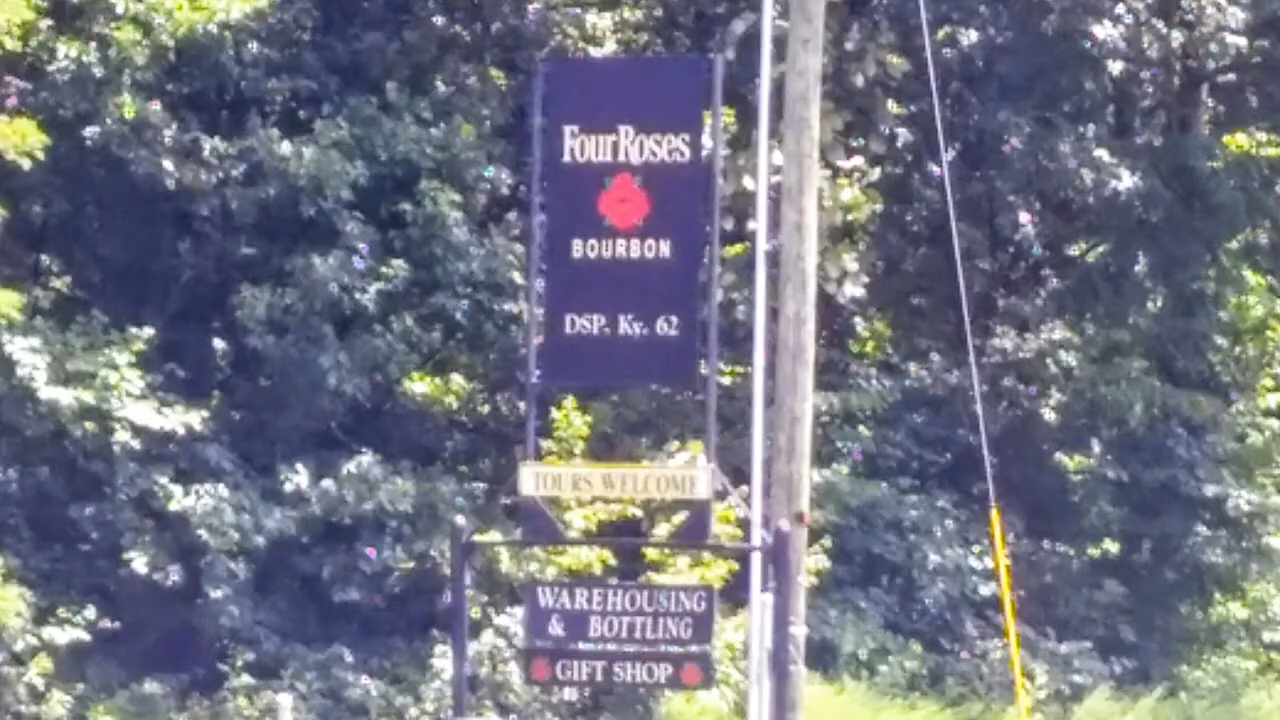 Four Roses
BOURBON
DSP. Ky. 62
TOURS WELCOME
WAREHOUSING
& BOTTLING
GIFT SHOP